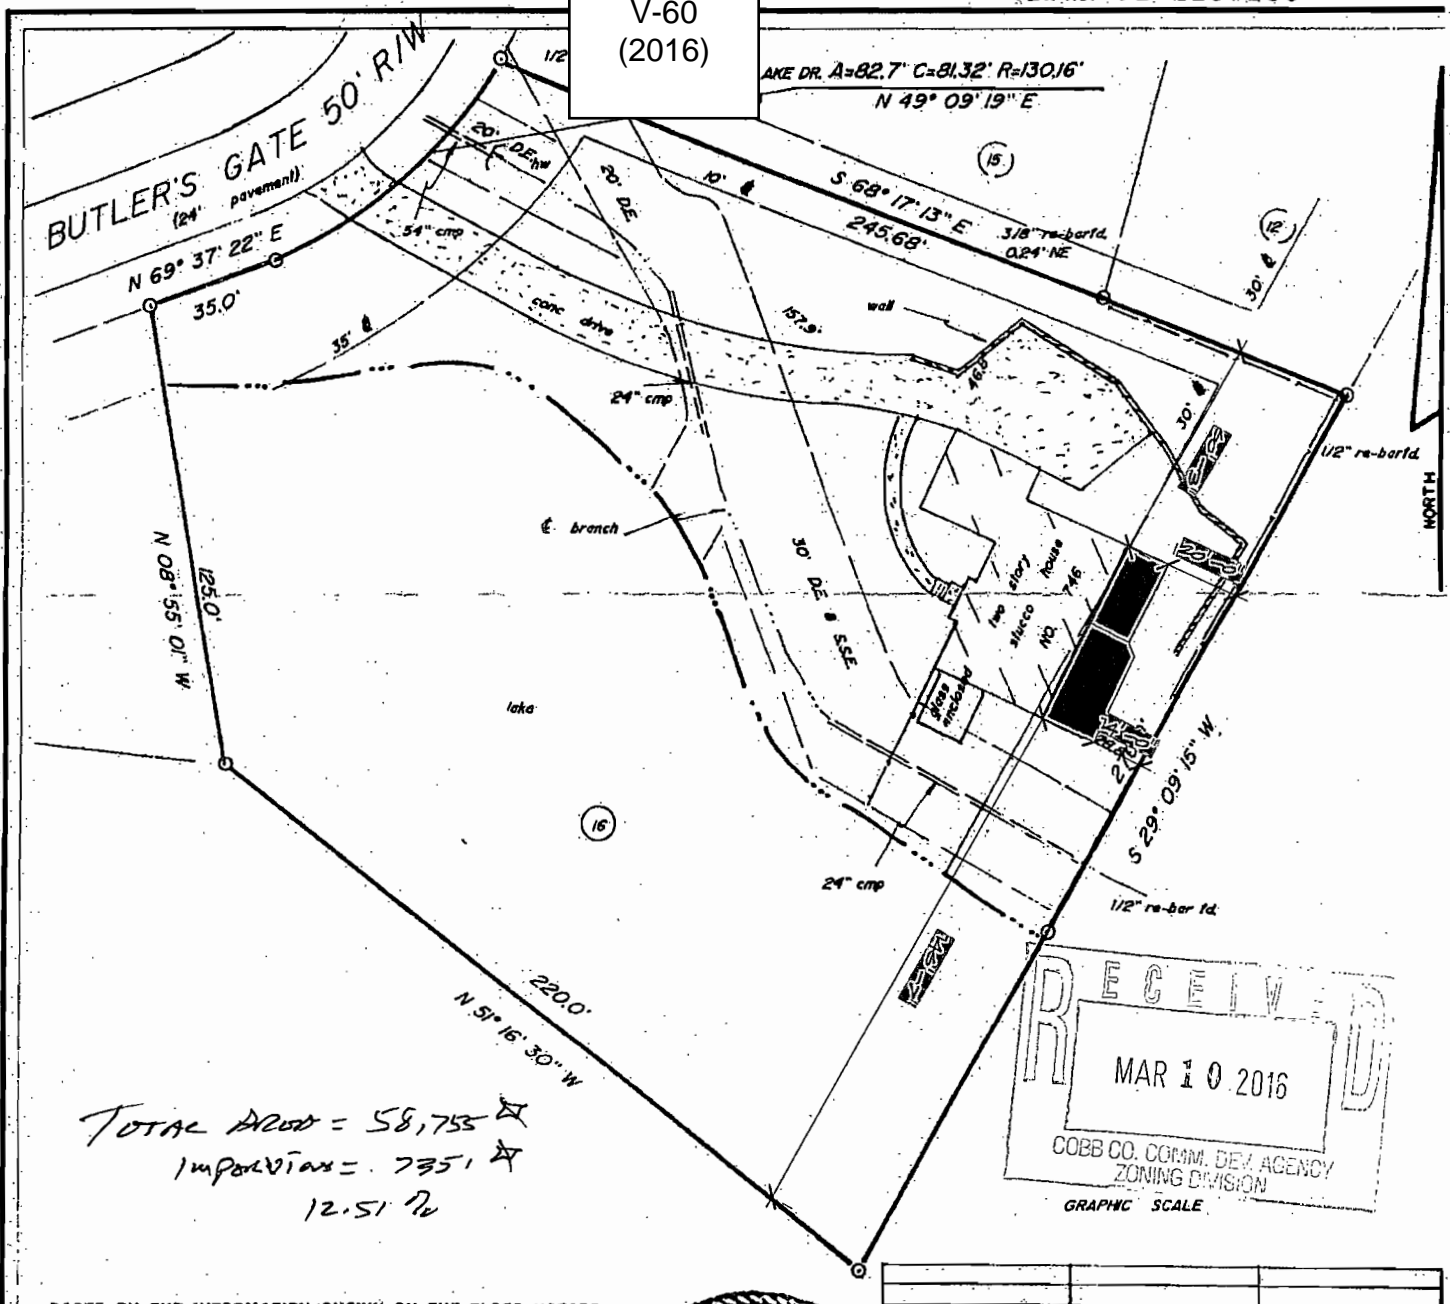 V-60
(2016)
1/2"
AKE DR. A=82.7' C=81.32' R=130.16'
N 49° 09' 19" E
BUTLER'S GATE 50' R/W
(24' pavement)
N 69° 37' 22" E
35.0'
35' ₵
54" cmp
20' D.E.
hw
20' D.E.
10' ₵
S 68° 17' 13" E
245.68'
3/8" re-barfd.
0.24' NE
15
12
30' ₵
conc drive
157.9'
wall
46.8'
30' ₵
1/2" re-barfd.
NORTH
24" cmp
₵ branch
N 08° 55' 01" W
125.0'
30' D.E. & S.S.E.
two story
stucco house
NO. 746
glass
enclosed
20'-0"
lake
S 29° 09' 15" W
16
24" cmp
1/2" re-bar fd.
220.0'
N 51° 16' 30" W
RECEIVED
MAR 10 2016
COBB CO. COMM. DEV. AGENCY
ZONING DIVISION
GRAPHIC SCALE
TOTAL AREA = 58,755
IMPERVIOUS = 7351
12.51 %